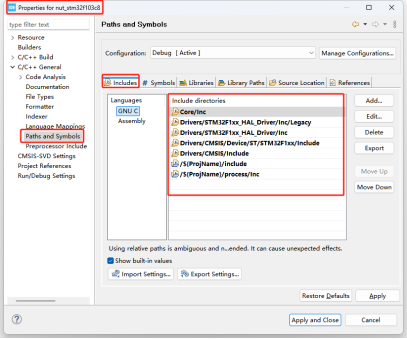 Properties for nut_stm32f103c8
type filter text
Paths and Symbols
Resource
Builders
C/C++ Build
C/C++ General
Code Analysis
Documentation
File Types
Formatter
Indexer
Language Mappings
Paths and Symbols
Preprocessor Include
CMSIS-SVD Settings
Project References
Run/Debug Settings
Configuration:
Debug [ Active ]
Manage Configurations...
Includes
# Symbols
Libraries
Library Paths
Source Location
References
Languages
GNU C
Assembly
Include directories
Core/Inc
Drivers/STM32F1xx_HAL_Driver/Inc/Legacy
Drivers/STM32F1xx_HAL_Driver/Inc
Drivers/CMSIS/Device/ST/STM32F1xx/Include
Drivers/CMSIS/Include
/${ProjName}/include
/${ProjName}/process/Inc
Add...
Edit...
Delete
Export
Move Up
Move Down
Using relative paths is ambiguous and n...ended. It can cause unexpected effects.
Show built-in values
Import Settings...
Export Settings...
Restore Defaults
Apply
Apply and Close
Cancel